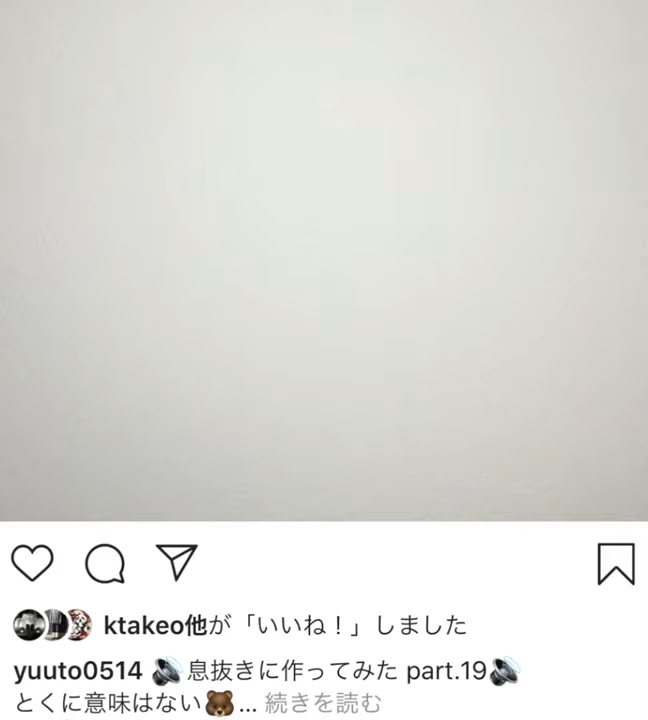 ktakeo他が「いいね！」しました
yuuto0514 🔊息抜きに作ってみた part.19🔊
とくに意味はない🐻... 続きを読む